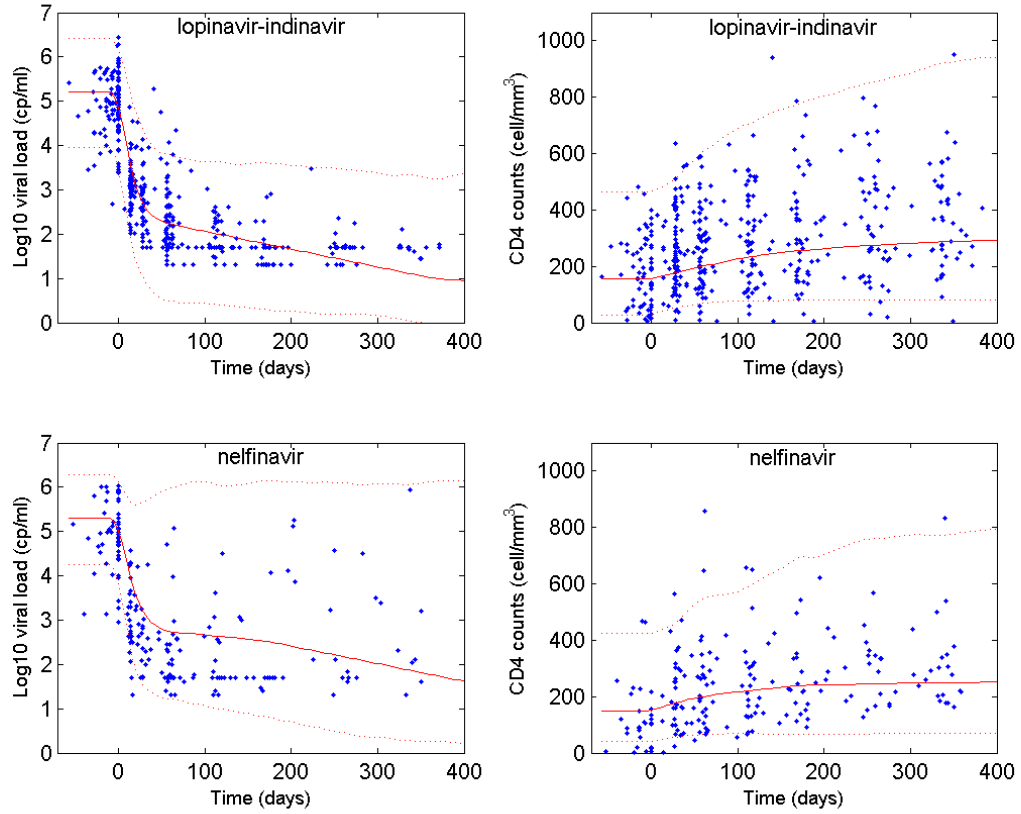 lopinavir-indinavir
Log10 viral load (cp/ml)
7
6
5
4
3
2
1
0
0 100 200 300 400
Time (days)
lopinavir-indinavir
CD4 counts (cell/mm³)
1000
800
600
400
200
0
0 100 200 300 400
Time (days)
nelfinavir
Log10 viral load (cp/ml)
7
6
5
4
3
2
1
0
0 100 200 300 400
Time (days)
nelfinavir
CD4 counts (cell/mm³)
1000
800
600
400
200
0
0 100 200 300 400
Time (days)